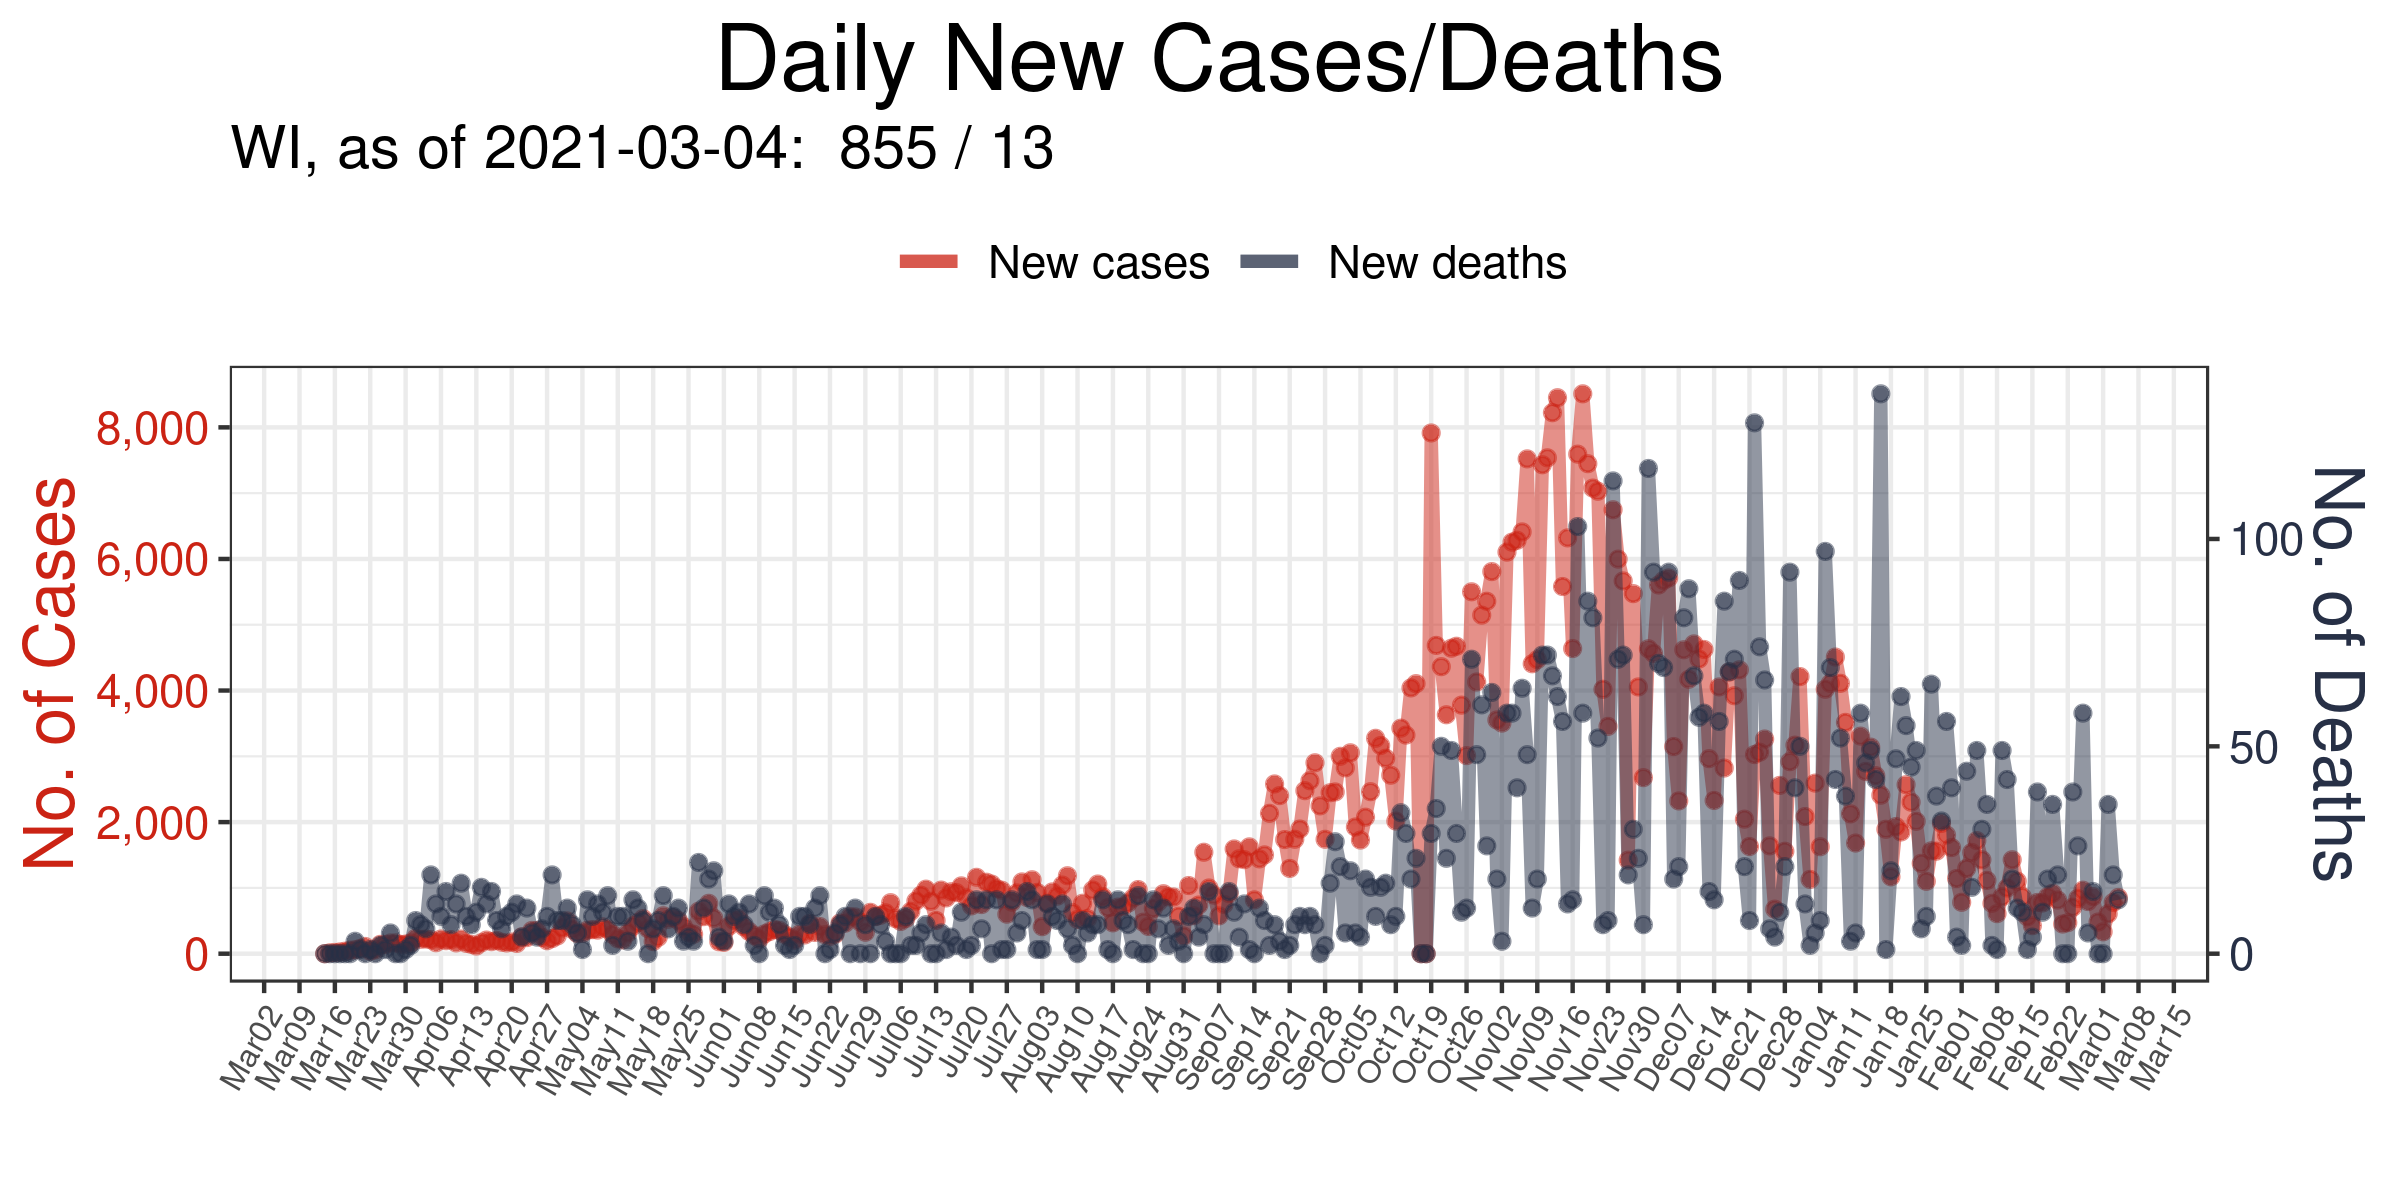 Daily New Cases/Deaths
WI, as of 2021-03-04:  855 / 13
New cases New deaths
No. of Cases
8,000
6,000
4,000
2,000
0
No. of Deaths
100
50
0
Mar02 Mar09 Mar16 Mar23 Mar30 Apr06 Apr13 Apr20 Apr27 May04 May11 May18 May25 Jun01 Jun08 Jun15 Jun22 Jun29 Jul06 Jul13 Jul20 Jul27 Aug03 Aug10 Aug17 Aug24 Aug31 Sep07 Sep14 Sep21 Sep28 Oct05 Oct12 Oct19 Oct26 Nov02 Nov09 Nov16 Nov23 Nov30 Dec07 Dec14 Dec21 Dec28 Dec04 Jan11 Jan18 Jan25 Feb01 Feb08 Feb15 Feb22 Mar01 Mar08 Mar15